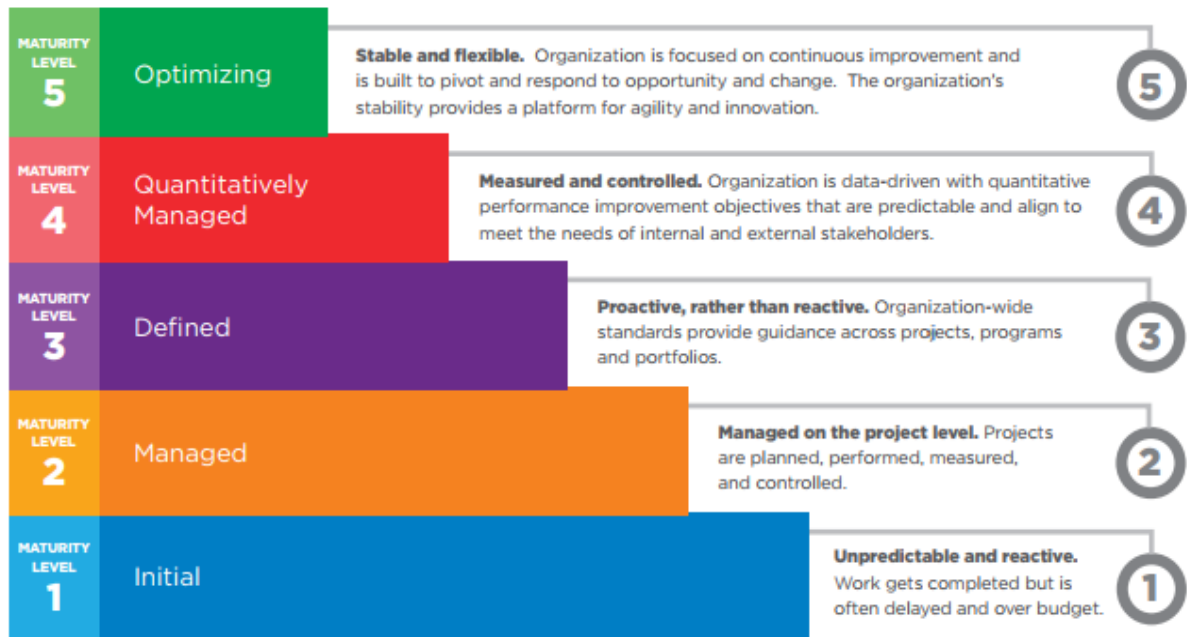 MATURITY
LEVEL
5
Optimizing
Stable and flexible. Organization is focused on continuous improvement and
is built to pivot and respond to opportunity and change. The organization's
stability provides a platform for agility and innovation.
5
MATURITY
LEVEL
4
Quantitatively
Managed
Measured and controlled. Organization is data-driven with quantitative
performance improvement objectives that are predictable and align to
meet the needs of internal and external stakeholders.
4
MATURITY
LEVEL
3
Defined
Proactive, rather than reactive. Organization-wide
standards provide guidance across projects, programs
and portfolios.
3
MATURITY
LEVEL
2
Managed
Managed on the project level. Projects
are planned, performed, measured,
and controlled.
2
MATURITY
LEVEL
1
Initial
Unpredictable and reactive.
Work gets completed but is
often delayed and over budget.
1